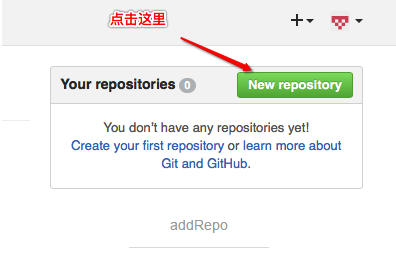 点击这里
Your repositories 0
New repository
You don't have any repositories yet!
Create your first repository or learn more about
Git and GitHub.
addRepo